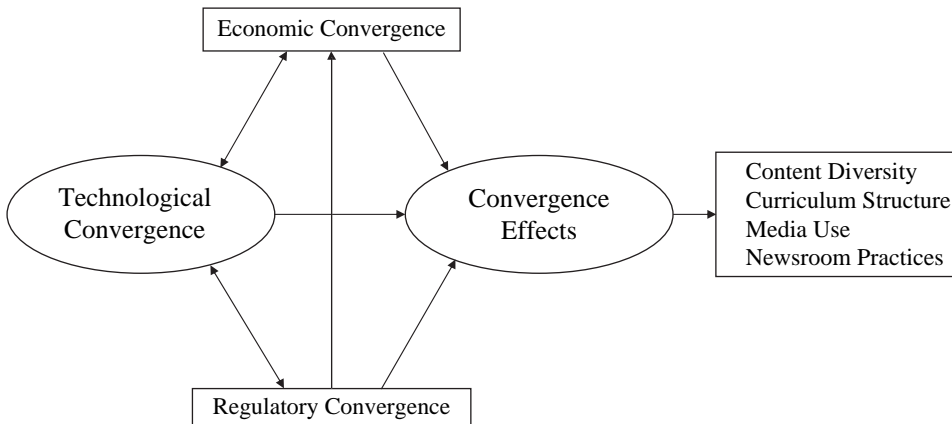 Economic Convergence
Technological
Convergence
Convergence
Effects
Content Diversity
Curriculum Structure
Media Use
Newsroom Practices
Regulatory Convergence